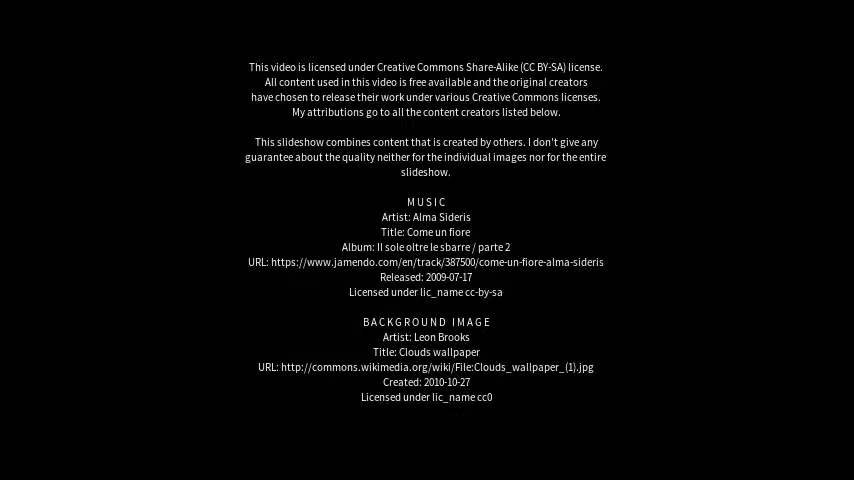 This video is licensed under Creative Commons Share-Alike (CC BY-SA) license.
All content used in this video is free available and the original creators
have chosen to release their work under various Creative Commons licenses.
My attributions go to all the content creators listed below.
This slideshow combines content that is created by others. I don't give any
guarantee about the quality neither for the individual images nor for the entire
slideshow.
MUSIC
Artist: Alma Sideris
Title: Come un fiore
Album: Il sole oltre le sbarre / parte 2
URL: https://www.jamendo.com/en/track/387500/come-un-fiore-alma-sideris
Released: 2009-07-17
Licensed under lic_name cc-by-sa
BACKGROUND IMAGE
Artist: Leon Brooks
Title: Clouds wallpaper
URL: http://commons.wikimedia.org/wiki/File:Clouds_wallpaper_(1).jpg
Created: 2010-10-27
Licensed under lic_name cc0